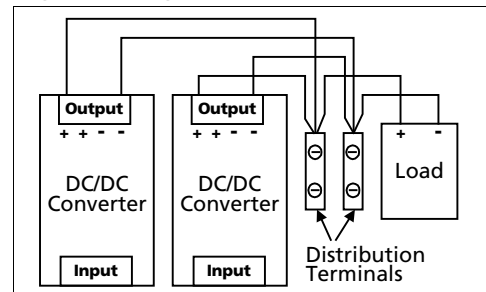 Output
+ + - -
DC/DC
Converter
Input
Output
+ + - -
DC/DC
Converter
Input
+ -
Load
Distribution
Terminals